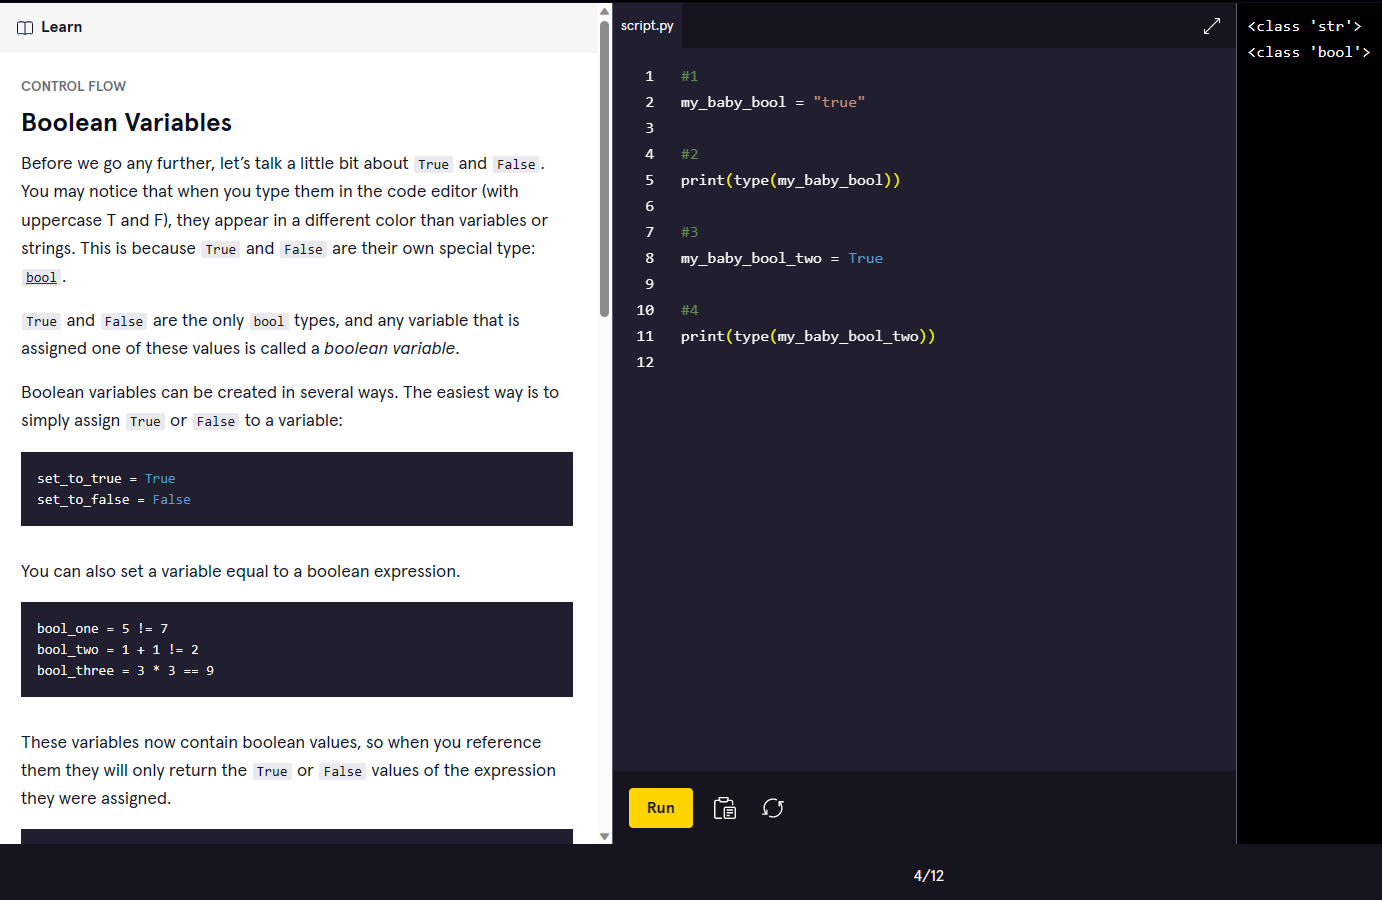 Learn
CONTROL FLOW
Boolean Variables
Before we go any further, let’s talk a little bit about True and False.
You may notice that when you type them in the code editor (with
uppercase T and F), they appear in a different color than variables or
strings. This is because True and False are their own special type:
bool.
True and False are the only bool types, and any variable that is
assigned one of these values is called a boolean variable.
Boolean variables can be created in several ways. The easiest way is to
simply assign True or False to a variable:
set_to_true = True
set_to_false = False
You can also set a variable equal to a boolean expression.
bool_one = 5 != 7
bool_two = 1 + 1 != 2
bool_three = 3 * 3 == 9
These variables now contain boolean values, so when you reference
them they will only return the True or False values of the expression
they were assigned.
script.py
1 #1
2 my_baby_bool = "true"
3
4 #2
5 print(type(my_baby_bool))
6
7 #3
8 my_baby_bool_two = True
9
10 #4
11 print(type(my_baby_bool_two))
12
Run
<class 'str'>
<class 'bool'>
4/12